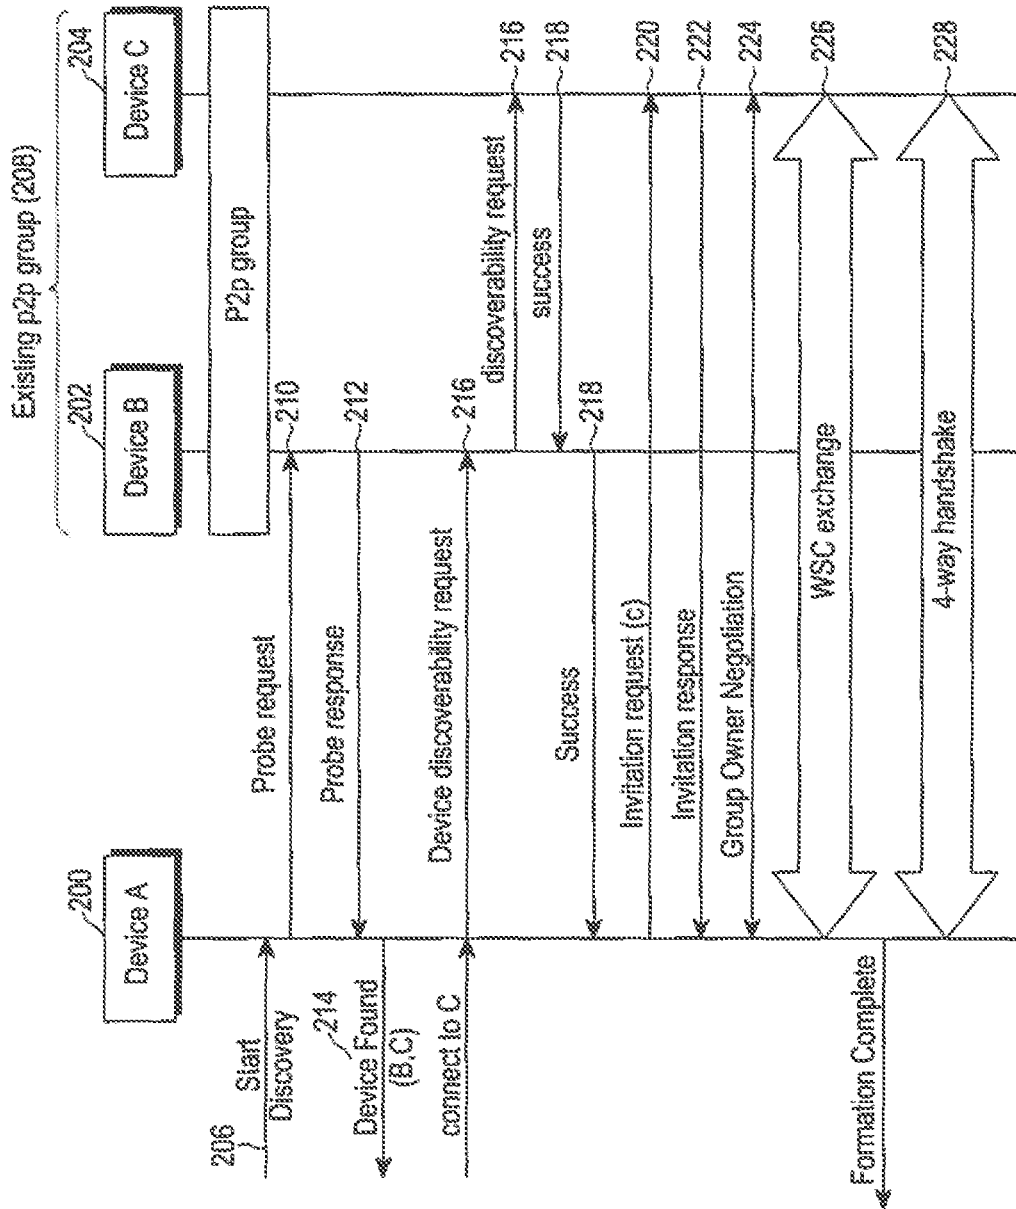 Existing p2p group (208)
200
202
204
Device A
Device B
Device C
P2p group
206
Start
Discovery
Probe request
210
Probe response
212
214
Device Found
(B,C)
connect to C
Device discoverability request
216
discoverability request
216
success
218
Success
218
Invitation request (c)
220
Invitation response
222
Group Owner Negotiation
224
WSC exchange
226
Formation Complete
4-way handshake
228